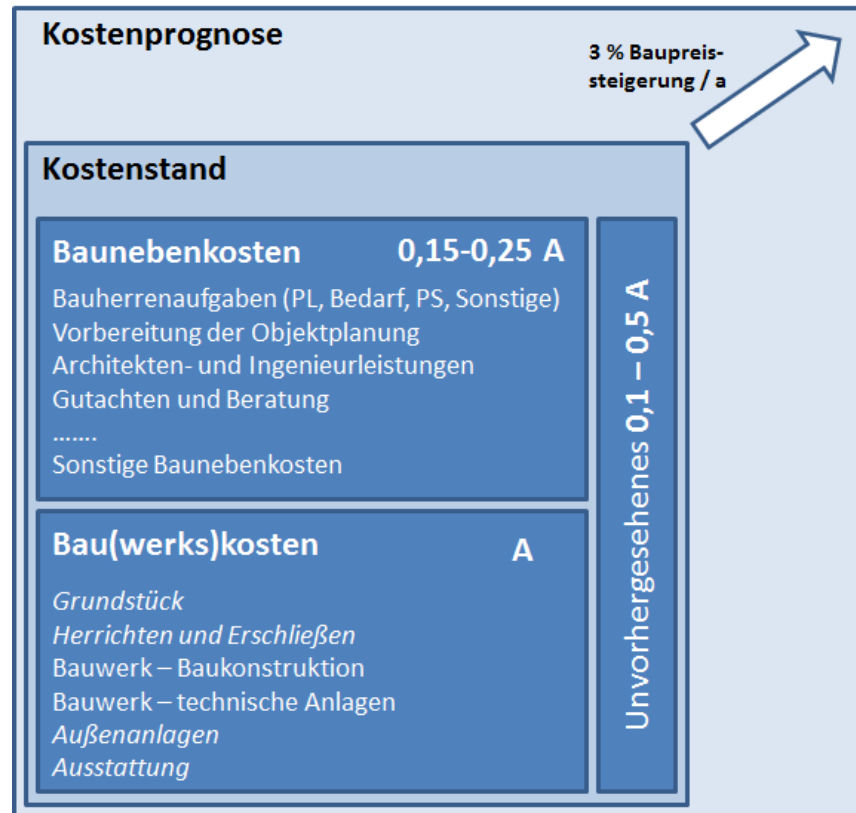 Kostenprognose
3 % Baupreis-
steigerung / a
Kostenstand
Baunebenkosten 0,15-0,25 A
Bauherrenaufgaben (PL, Bedarf, PS, Sonstige)
Vorbereitung der Objektplanung
Architekten- und Ingenieurleistungen
Gutachten und Beratung
…….
Sonstige Baunebenkosten
Bau(werks)kosten A
Grundstück
Herrichten und Erschließen
Bauwerk – Baukonstruktion
Bauwerk – technische Anlagen
Außenanlagen
Ausstattung
Unvorhergesehenes 0,1 – 0,5 A